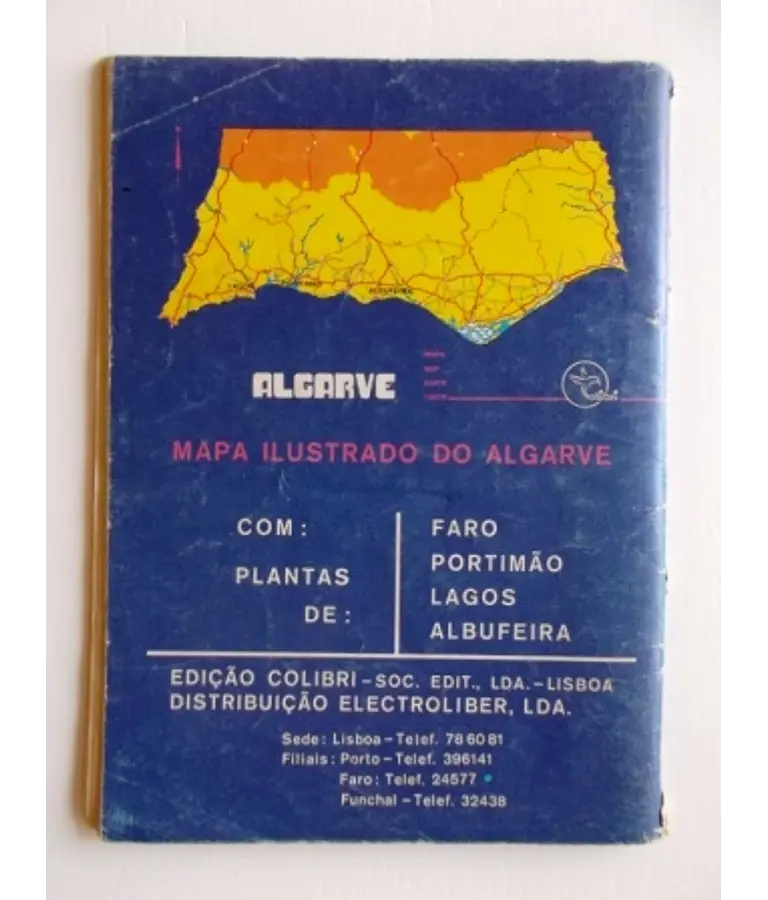 ALBUFEIRA
ALGARVE
MAPA ILUSTRADO DO ALGARVE
COM:
PLANTAS
DE:
FARO
PORTIMÃO
LAGOS
ALBUFEIRA
EDIÇÃO COLIBRI – SOC. EDIT., LDA. – LISBOA
DISTRIBUIÇÃO ELECTROLIBER, LDA.
Sede: Lisboa – Telef. 78 60 81
Filiais: Porto – Telef. 396141
Faro: Telef. 24577
Funchal – Telef. 32438